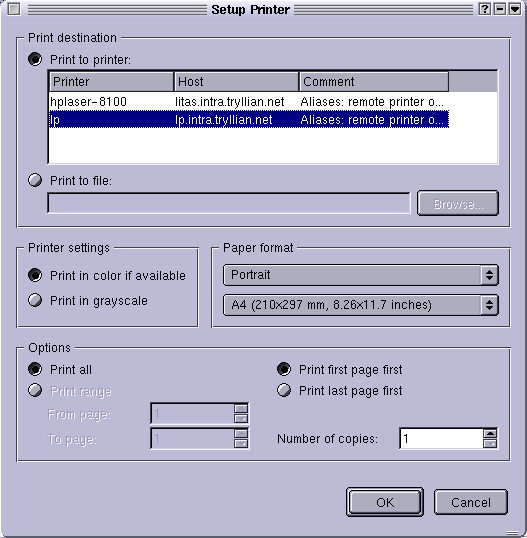 Setup Printer
Print destination
Print to printer:
Printer Host Comment
hplaser-8100 litas.intra.tryllian.net Aliases: remote printer o...
lp lp.intra.tryllian.net Aliases: remote printer o...
Print to file:
Browse...
Printer settings
Print in color if available
Print in grayscale
Paper format
Portrait
A4 (210x297 mm, 8.26x11.7 inches)
Options
Print all
Print range
From page: 1
To page: 1
Print first page first
Print last page first
Number of copies: 1
OK Cancel